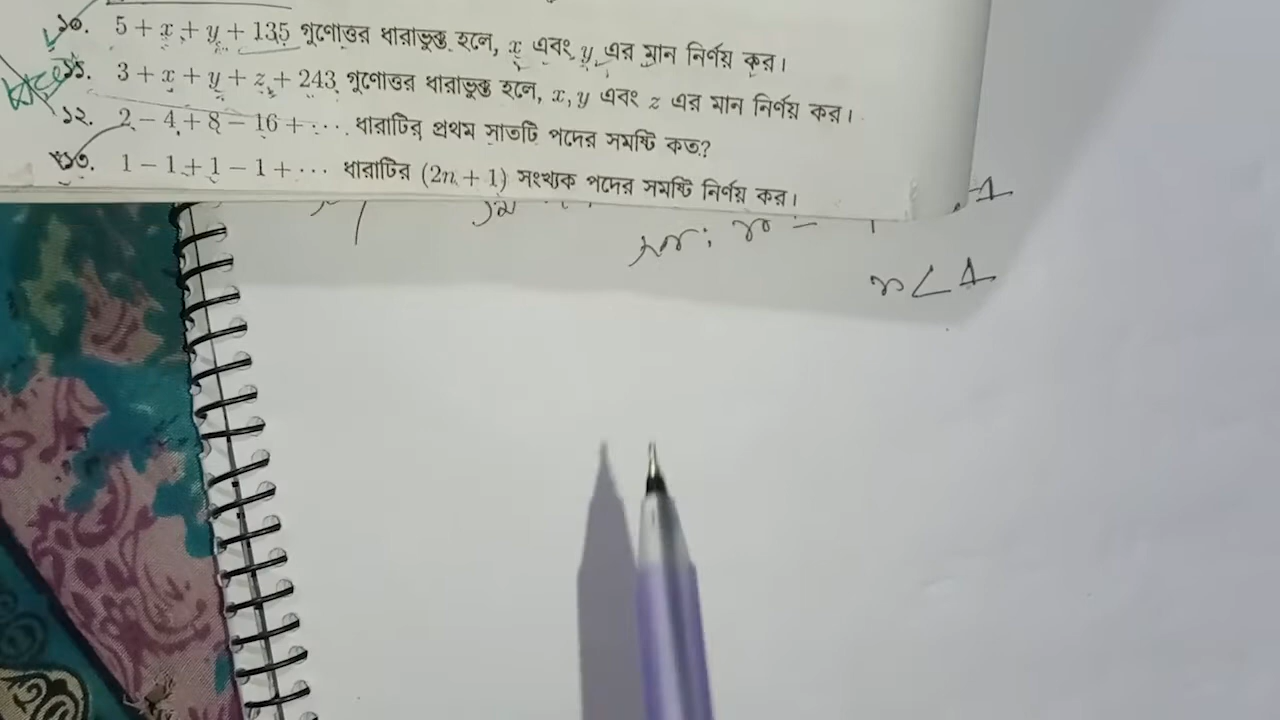 ১০. 5 + x + y + 135 গুণোত্তর ধারাভুক্ত হলে, x এবং y এর মান নির্ণয় কর।
১১. 3 + x + y + z + 243 গুণোত্তর ধারাভুক্ত হলে, x, y এবং z এর মান নির্ণয় কর।
১২. 2 − 4 + 8 − 16 + ⋯ ধারাটির প্রথম সাতটি পদের সমষ্টি কত?
১৩. 1 − 1 + 1 − 1 + ⋯ ধারাটির (2n + 1) সংখ্যক পদের সমষ্টি নির্ণয় কর।
r < 1